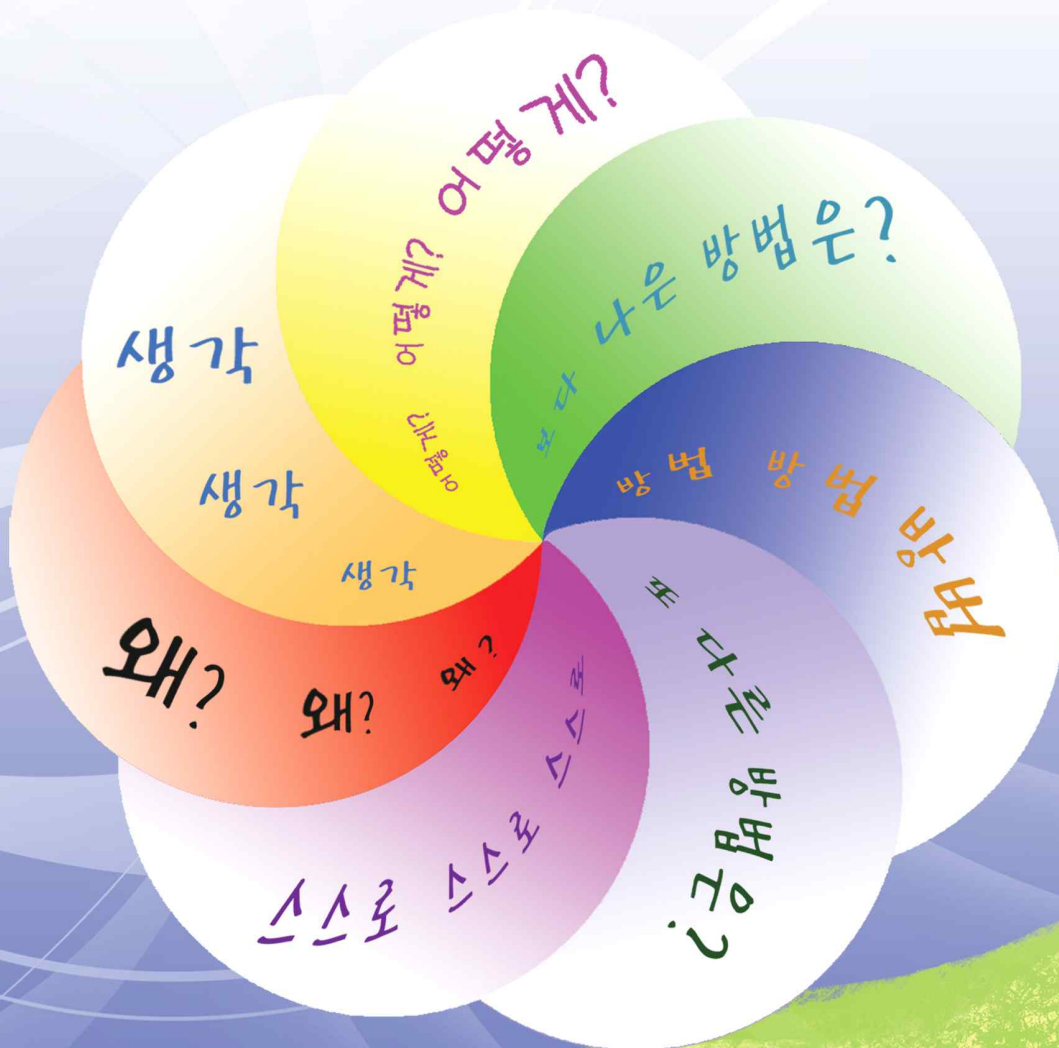 어떻게? 어떻게? 어떻게?
보다 나은 방법은?
방법 방법 방법
또 다른 방법은?
스스로 스스로 스스로
왜? 왜? 왜?
생각
생각
생각